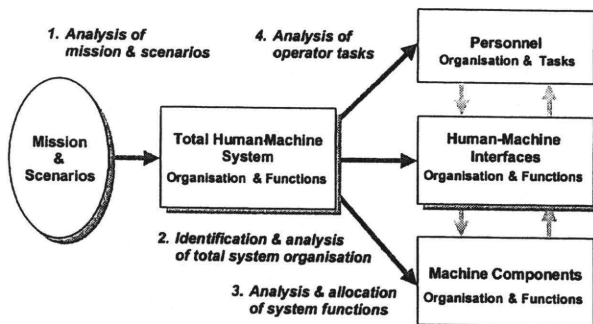 1. Analysis of
mission & scenarios
4. Analysis of
operator tasks
Personnel
Organisation & Tasks
Mission
&
Scenarios
Total Human-Machine
System
Organisation & Functions
Human-Machine
Interfaces
Organisation & Functions
2. Identification & analysis
of total system organisation
3. Analysis & allocation
of system functions
Machine Components
Organisation & Functions